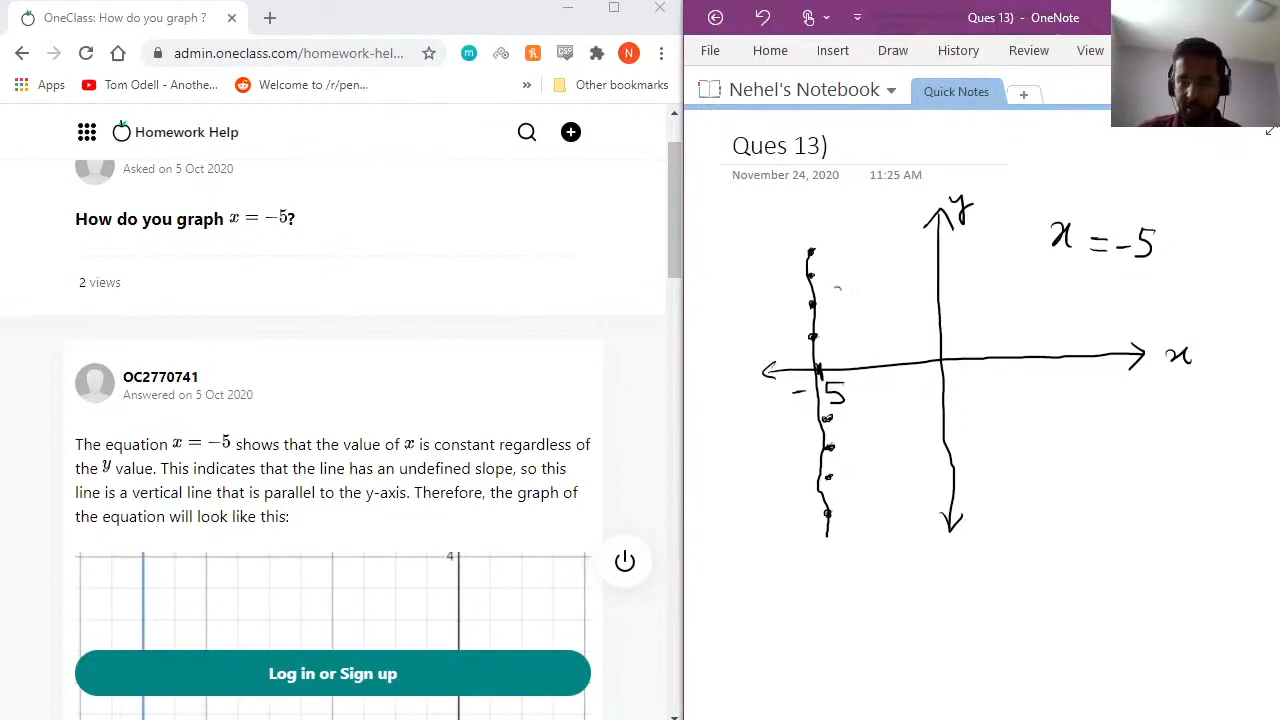 OneClass: How do you graph ?
admin.oneclass.com/homework-hel...
N
Apps
Tom Odell - Anothe...
Welcome to /r/pen...
»
Other bookmarks
Homework Help
Asked on 5 Oct 2020
How do you graph x = −5?
2 views
OC2770741
Answered on 5 Oct 2020
The equation x = −5 shows that the value of x is constant regardless of
the y value. This indicates that the line has an undefined slope, so this
line is a vertical line that is parallel to the y-axis. Therefore, the graph of
the equation will look like this:
4
Log in or Sign up
Ques 13) - OneNote
File Home Insert Draw History Review View
Nehel's Notebook
Quick Notes
Ques 13)
November 24, 2020 11:25 AM
y
x = -5
x
- 5